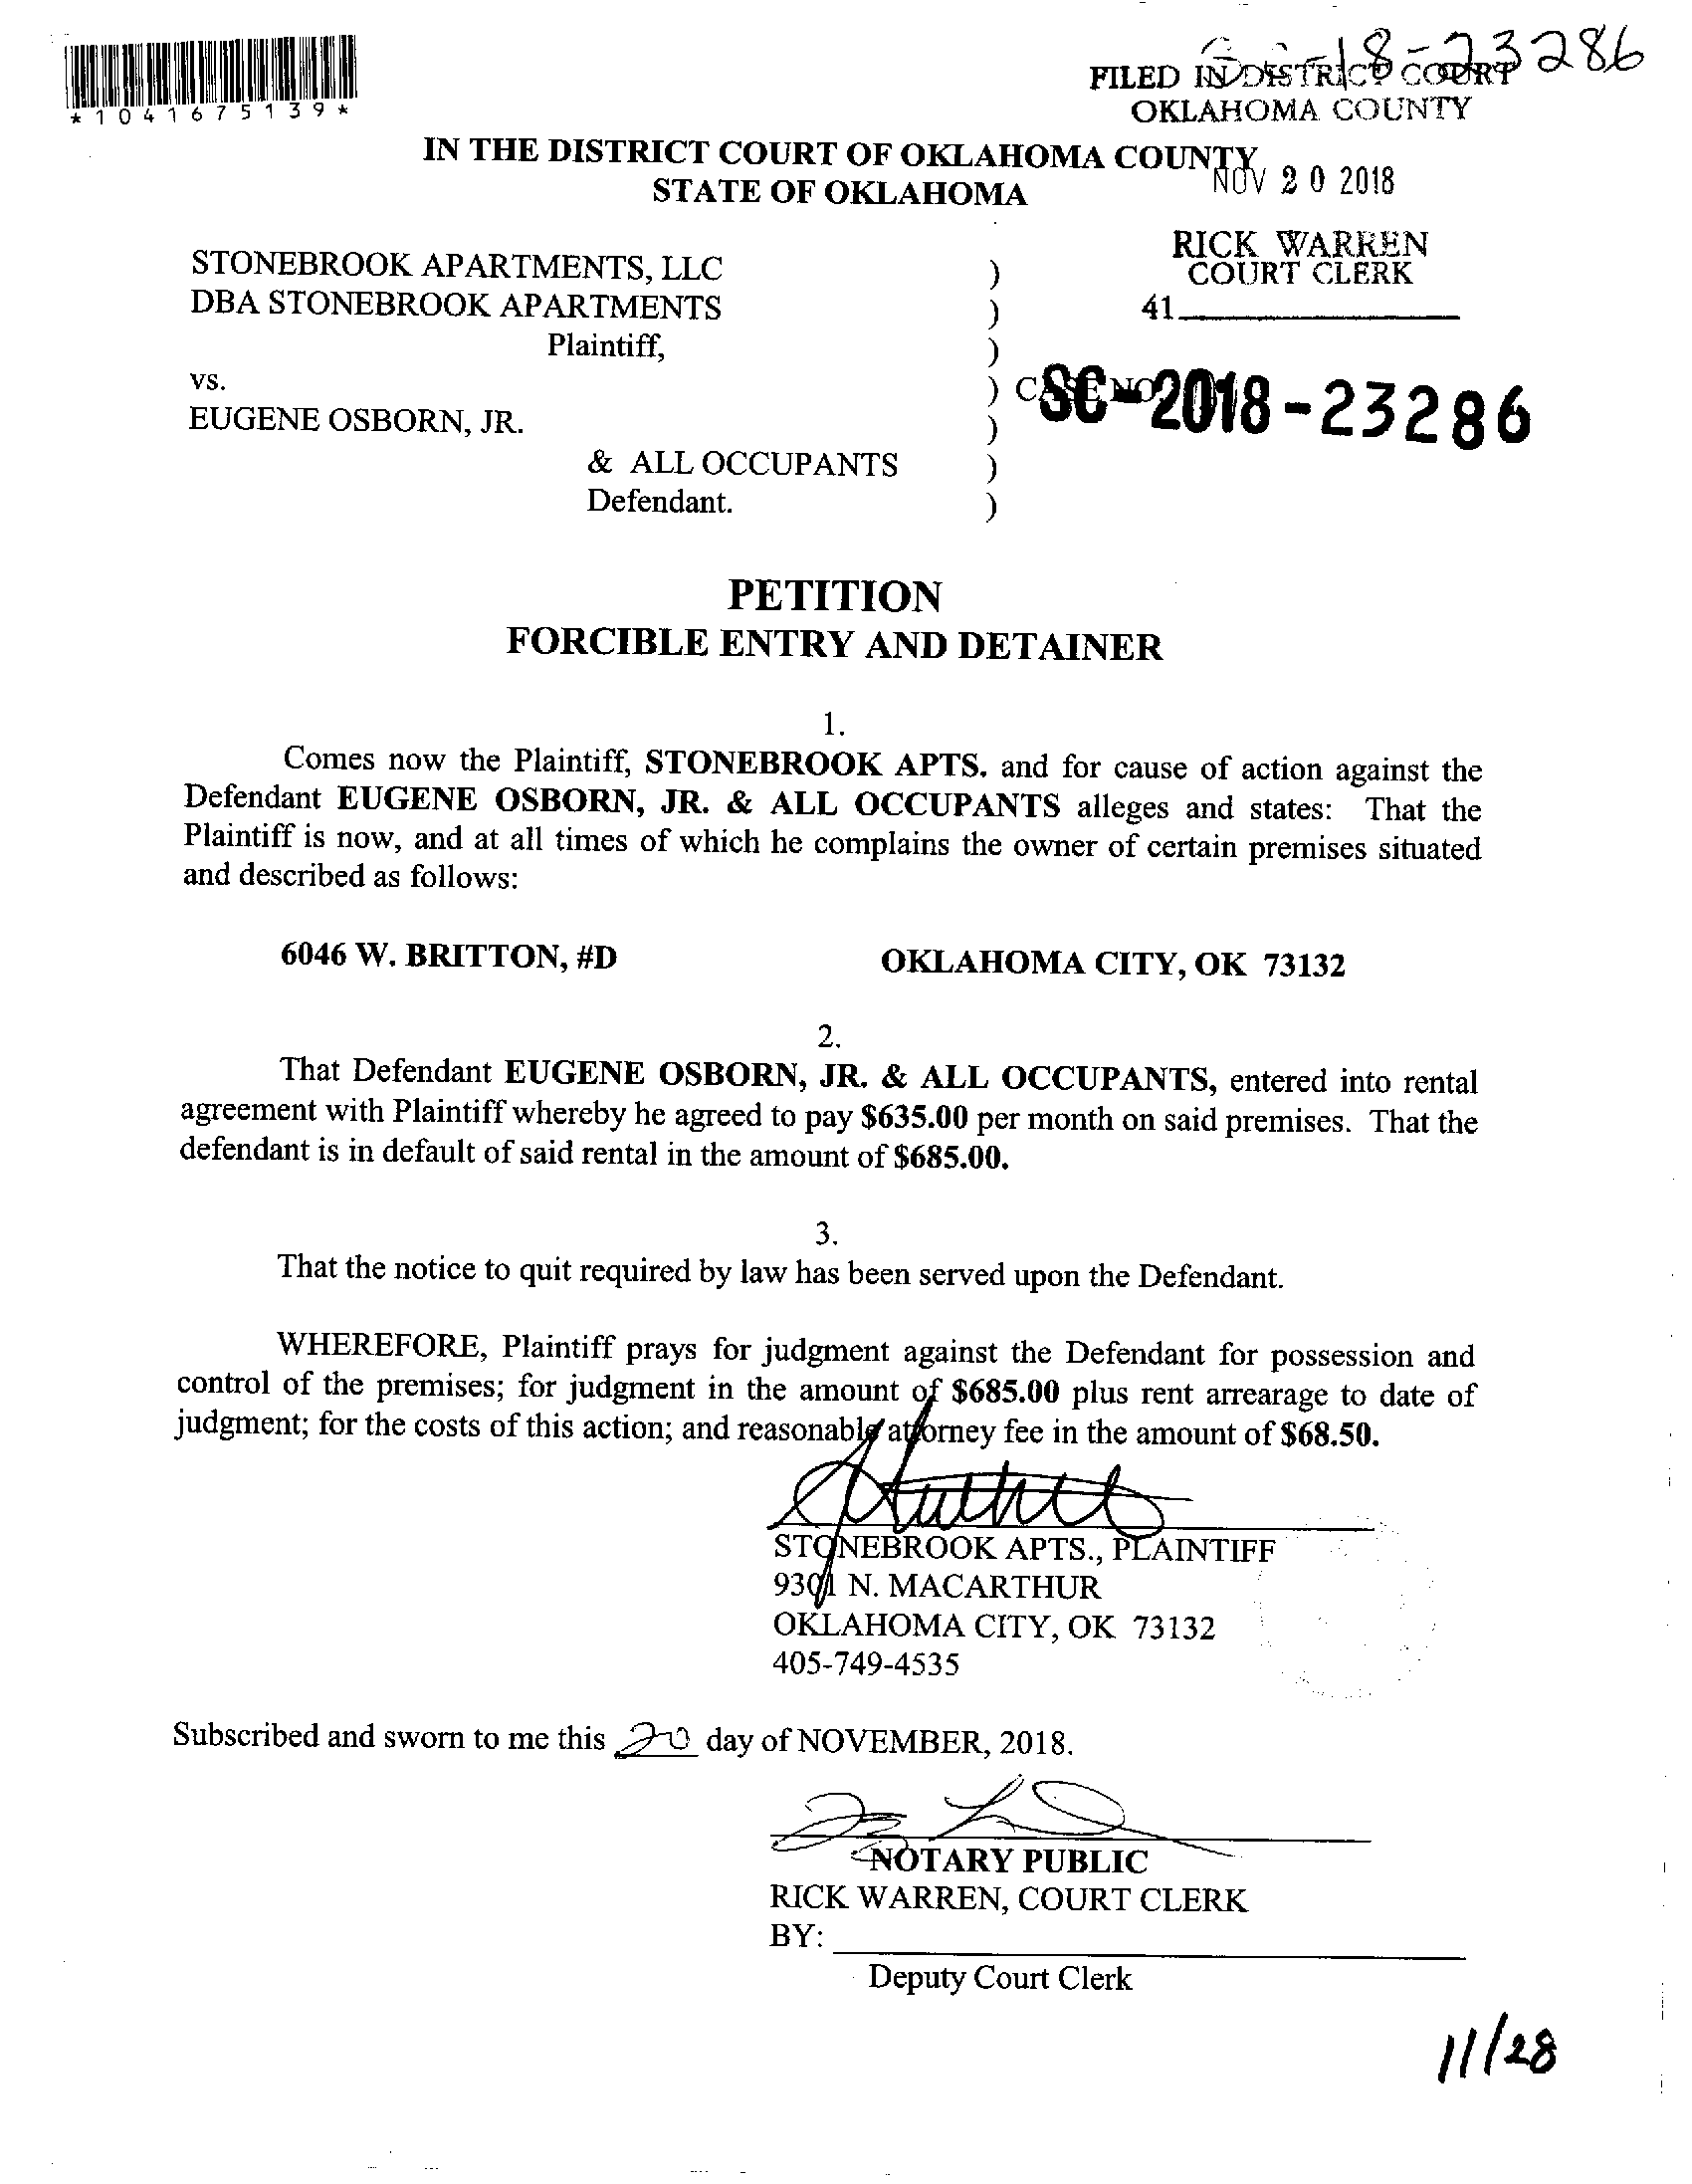 18-23286
FILED IN DISTRICT COURT
OKLAHOMA COUNTY
*1041675139*
IN THE DISTRICT COURT OF OKLAHOMA COUNTY
STATE OF OKLAHOMA
NOV 20 2018
RICK WARREN
COURT CLERK
41
STONEBROOK APARTMENTS, LLC )
DBA STONEBROOK APARTMENTS )
Plaintiff, )
vs. ) CASE NO
SC-2018-23286
EUGENE OSBORN, JR. )
& ALL OCCUPANTS )
Defendant. )
PETITION
FORCIBLE ENTRY AND DETAINER
1.
Comes now the Plaintiff, STONEBROOK APTS. and for cause of action against the
Defendant EUGENE OSBORN, JR. & ALL OCCUPANTS alleges and states: That the
Plaintiff is now, and at all times of which he complains the owner of certain premises situated
and described as follows:
6046 W. BRITTON, #D OKLAHOMA CITY, OK 73132
2.
That Defendant EUGENE OSBORN, JR. & ALL OCCUPANTS, entered into rental
agreement with Plaintiff whereby he agreed to pay $635.00 per month on said premises. That the
defendant is in default of said rental in the amount of $685.00.
3.
That the notice to quit required by law has been served upon the Defendant.
WHEREFORE, Plaintiff prays for judgment against the Defendant for possession and
control of the premises; for judgment in the amount of $685.00 plus rent arrearage to date of
judgment; for the costs of this action; and reasonable attorney fee in the amount of $68.50.
STONEBROOK APTS., PLAINTIFF
9301 N. MACARTHUR
OKLAHOMA CITY, OK 73132
405-749-4535
Subscribed and sworn to me this 20 day of NOVEMBER, 2018.
NOTARY PUBLIC
RICK WARREN, COURT CLERK
BY:
Deputy Court Clerk
11/28